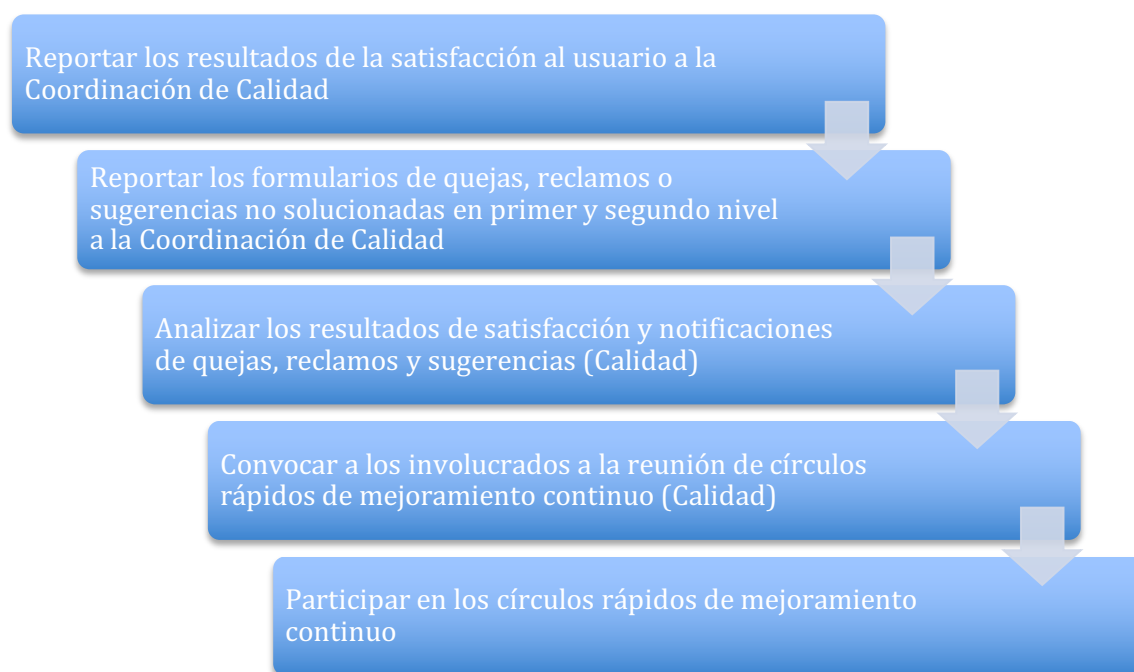 Reportar los resultados de la satisfacción al usuario a la
Coordinación de Calidad
Reportar los formularios de quejas, reclamos o
sugerencias no solucionadas en primer y segundo nivel
a la Coordinación de Calidad
Analizar los resultados de satisfacción y notificaciones
de quejas, reclamos y sugerencias (Calidad)
Convocar a los involucrados a la reunión de círculos
rápidos de mejoramiento continuo (Calidad)
Participar en los círculos rápidos de mejoramiento
continuo